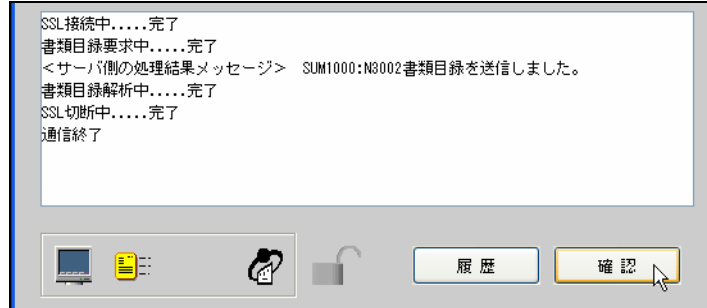 SSL接続中.....完了
書類目録要求中.....完了
＜サーバ側の処理結果メッセージ＞　SUM1000:N3002書類目録を送信しました。
書類目録解析中.....完了
SSL切断中.....完了
通信終了
履 歴
確 認